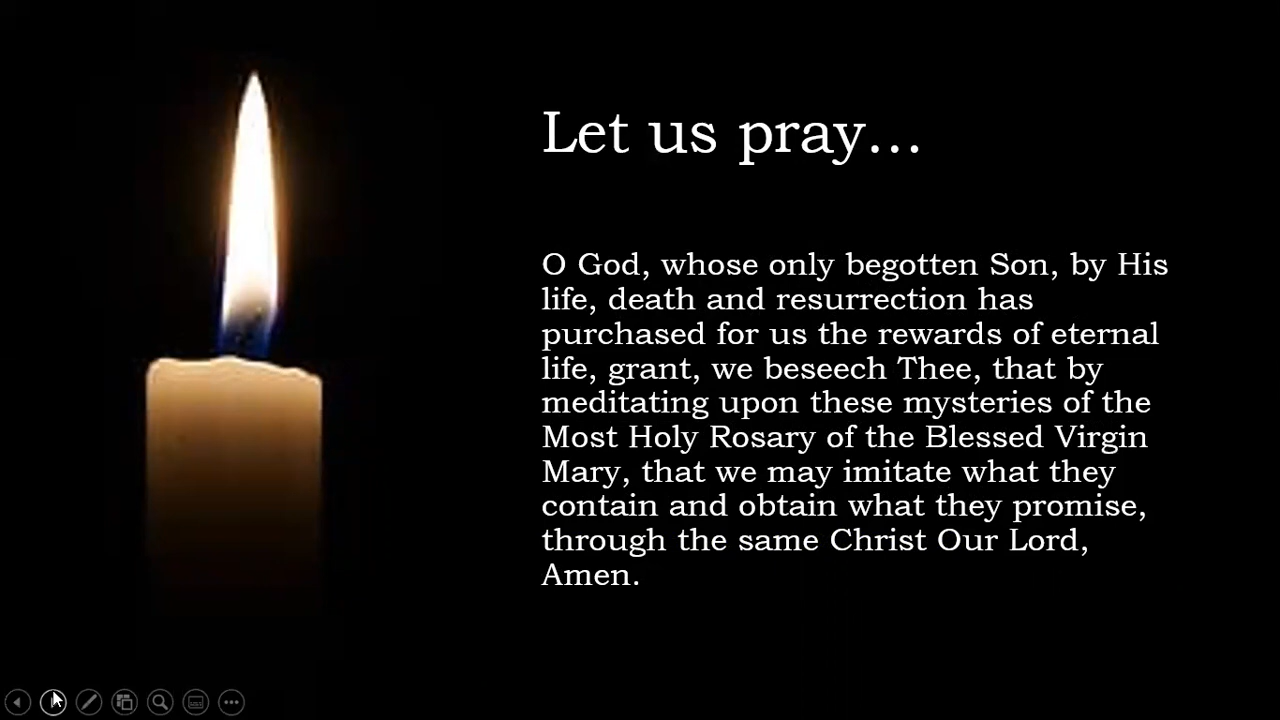 Let us pray...
O God, whose only begotten Son, by His
life, death and resurrection has
purchased for us the rewards of eternal
life, grant, we beseech Thee, that by
meditating upon these mysteries of the
Most Holy Rosary of the Blessed Virgin
Mary, that we may imitate what they
contain and obtain what they promise,
through the same Christ Our Lord,
Amen.